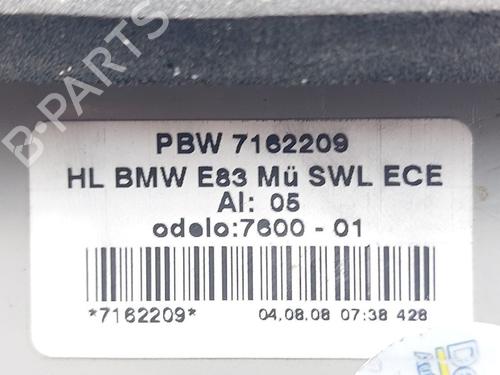 B-PARTS
PBW 7162209
HL BMW E83 Mü SWL ECE
AI: 05
odelo:7600 - 01
*7162209* 04.08.08 07:38 428